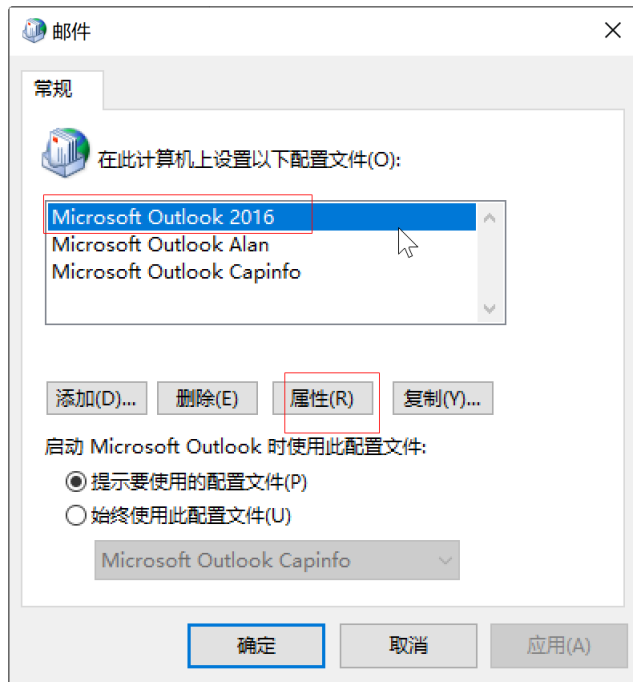 邮件
常规
在此计算机上设置以下配置文件(O):
Microsoft Outlook 2016
Microsoft Outlook Alan
Microsoft Outlook Capinfo
添加(D)... 删除(E) 属性(R) 复制(Y)...
启动 Microsoft Outlook 时使用此配置文件:
提示要使用的配置文件(P)
始终使用此配置文件(U)
Microsoft Outlook Capinfo
确定 取消 应用(A)